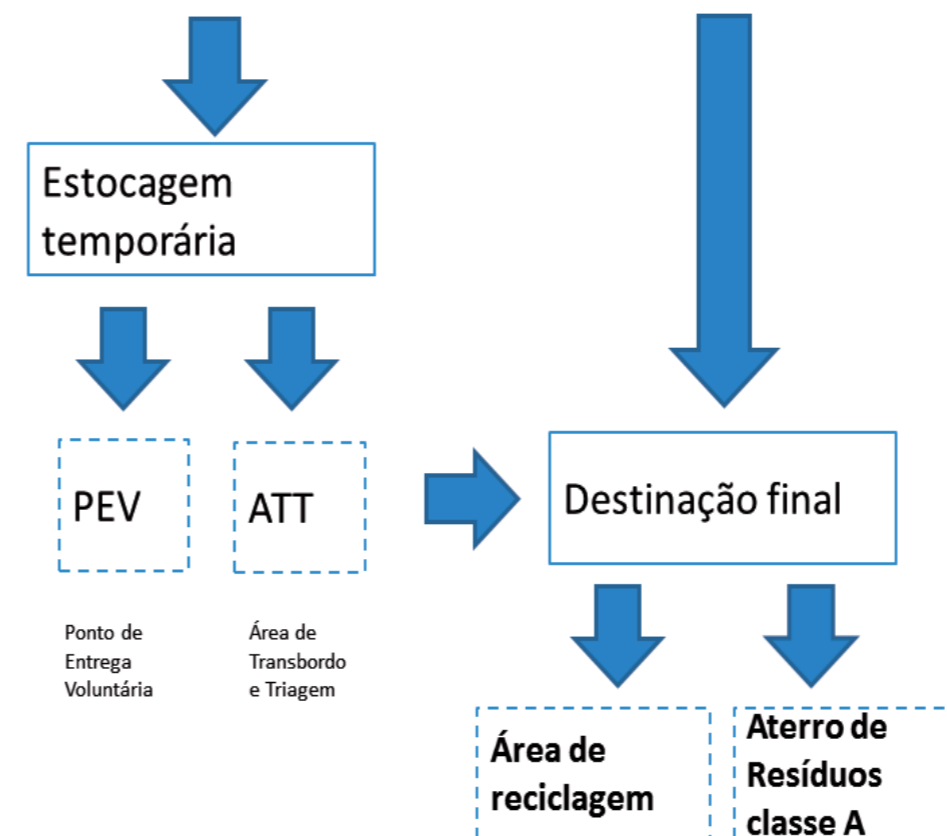 Estocagem
temporária
PEV
ATT
Destinação final
Ponto de
Entrega
Voluntária
Área de
Transbordo
e Triagem
Área de
reciclagem
Aterro de
Resíduos
classe A